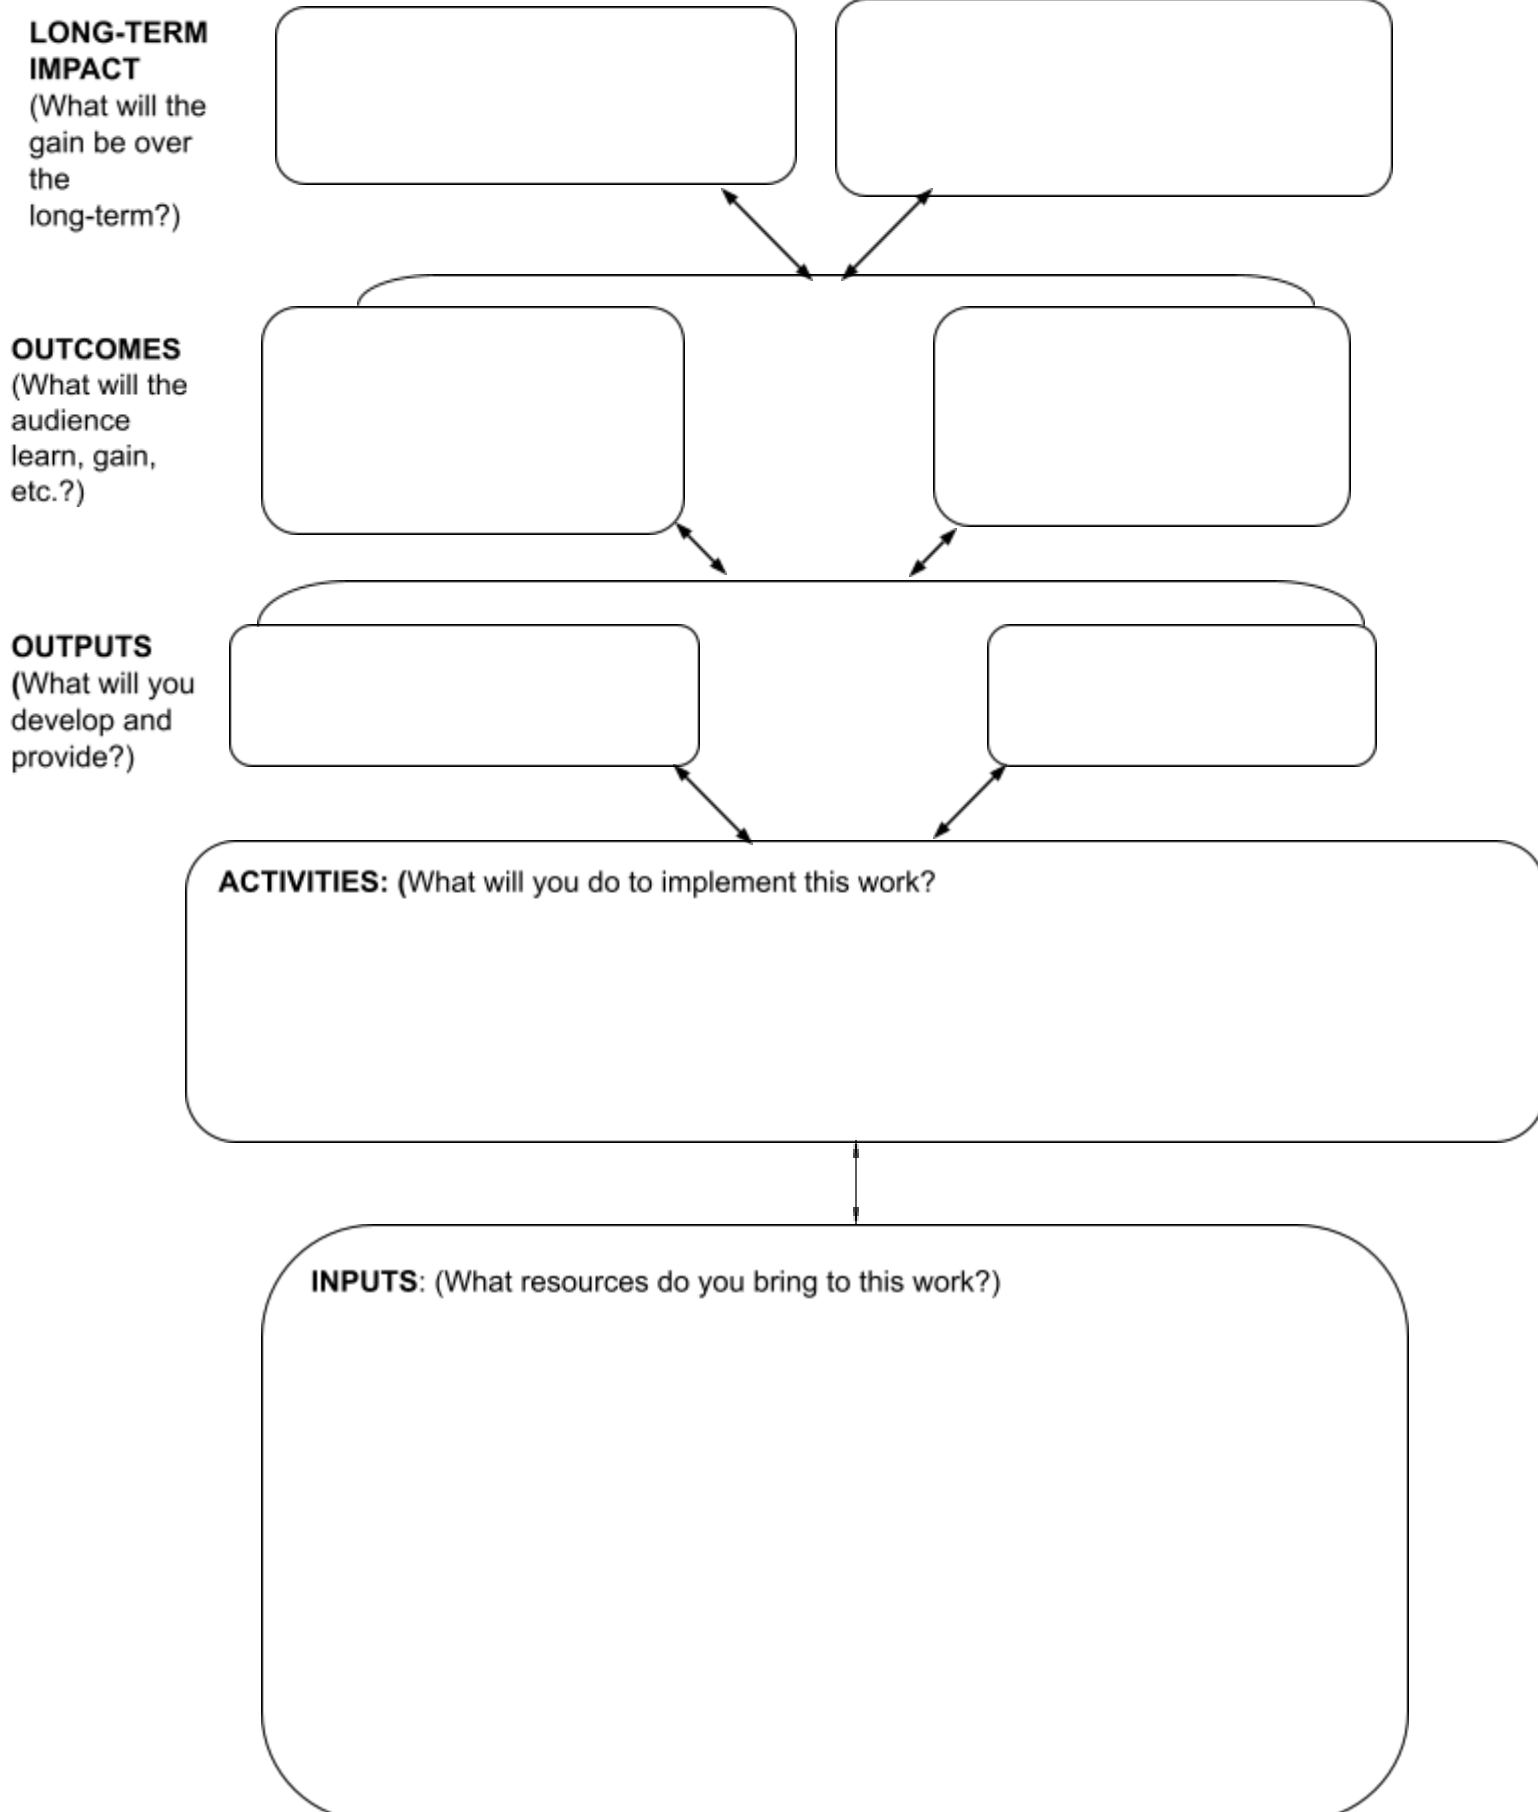 LONG-TERM
IMPACT
(What will the
gain be over
the
long-term?)
OUTCOMES
(What will the
audience
learn, gain,
etc.?)
OUTPUTS
(What will you
develop and
provide?)
ACTIVITIES: (What will you do to implement this work?
INPUTS: (What resources do you bring to this work?)